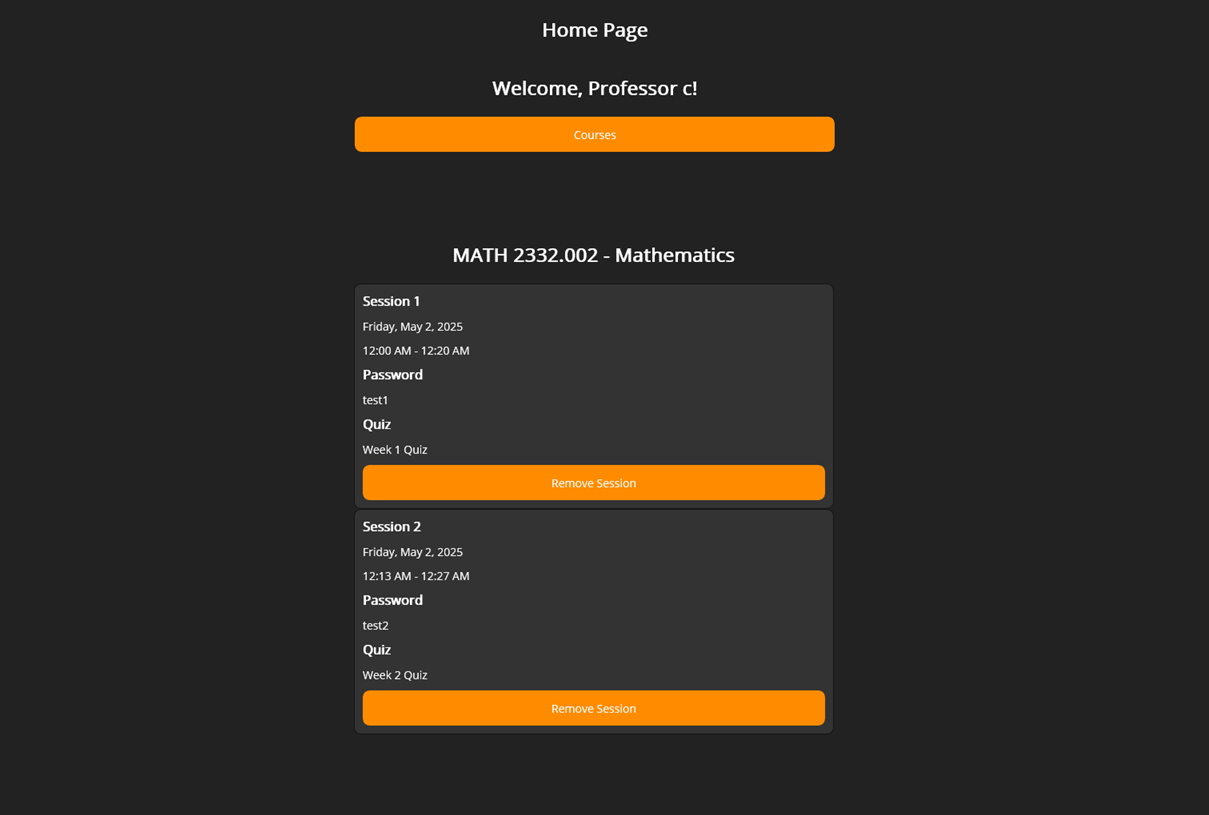 Home Page
Welcome, Professor c!
Courses
MATH 2332.002 - Mathematics
Session 1
Friday, May 2, 2025
12:00 AM - 12:20 AM
Password
test1
Quiz
Week 1 Quiz
Remove Session
Session 2
Friday, May 2, 2025
12:13 AM - 12:27 AM
Password
test2
Quiz
Week 2 Quiz
Remove Session